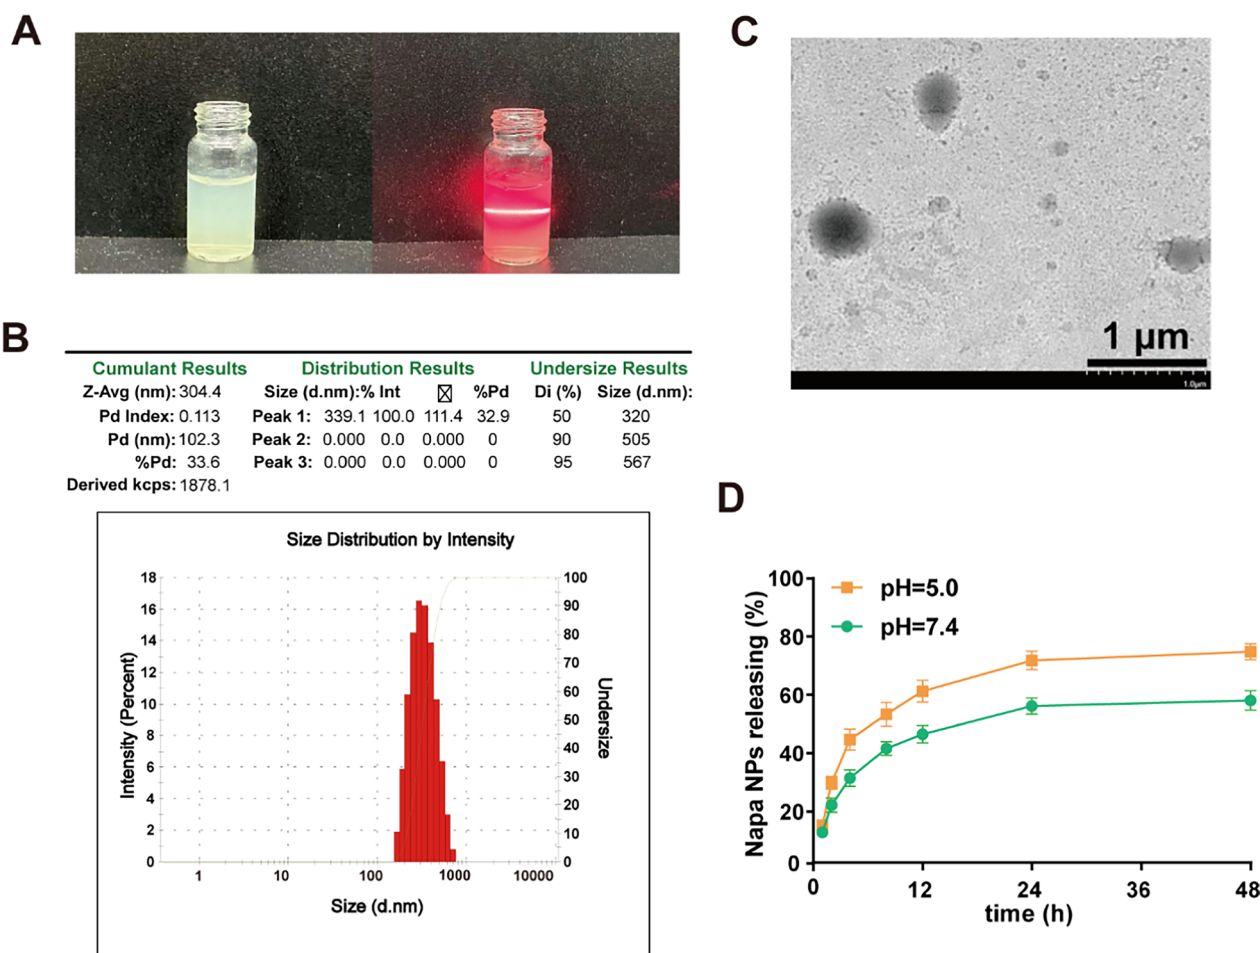 A
C
1 μm
1.0μm
B
Cumulant Results Distribution Results Undersize Results
Z-Avg (nm): 304.4 Size (d.nm): % Int ☒ %Pd Di (%) Size (d.nm):
Pd Index: 0.113 Peak 1: 339.1 100.0 111.4 32.9 50 320
Pd (nm): 102.3 Peak 2: 0.000 0.0 0.000 0 90 505
%Pd: 33.6 Peak 3: 0.000 0.0 0.000 0 95 567
Derived kcps: 1878.1
Size Distribution by Intensity
18 100
16 90
14 80
12 70
10 60
8 50
6 40
4 30
2 20
0 10
0
Intensity (Percent)
Undersize
1 10 100 1000 10000
Size (d.nm)
D
pH=5.0
pH=7.4
Napa NPs releasing (%)
100
80
60
40
20
0
0 12 24 36 48
time (h)